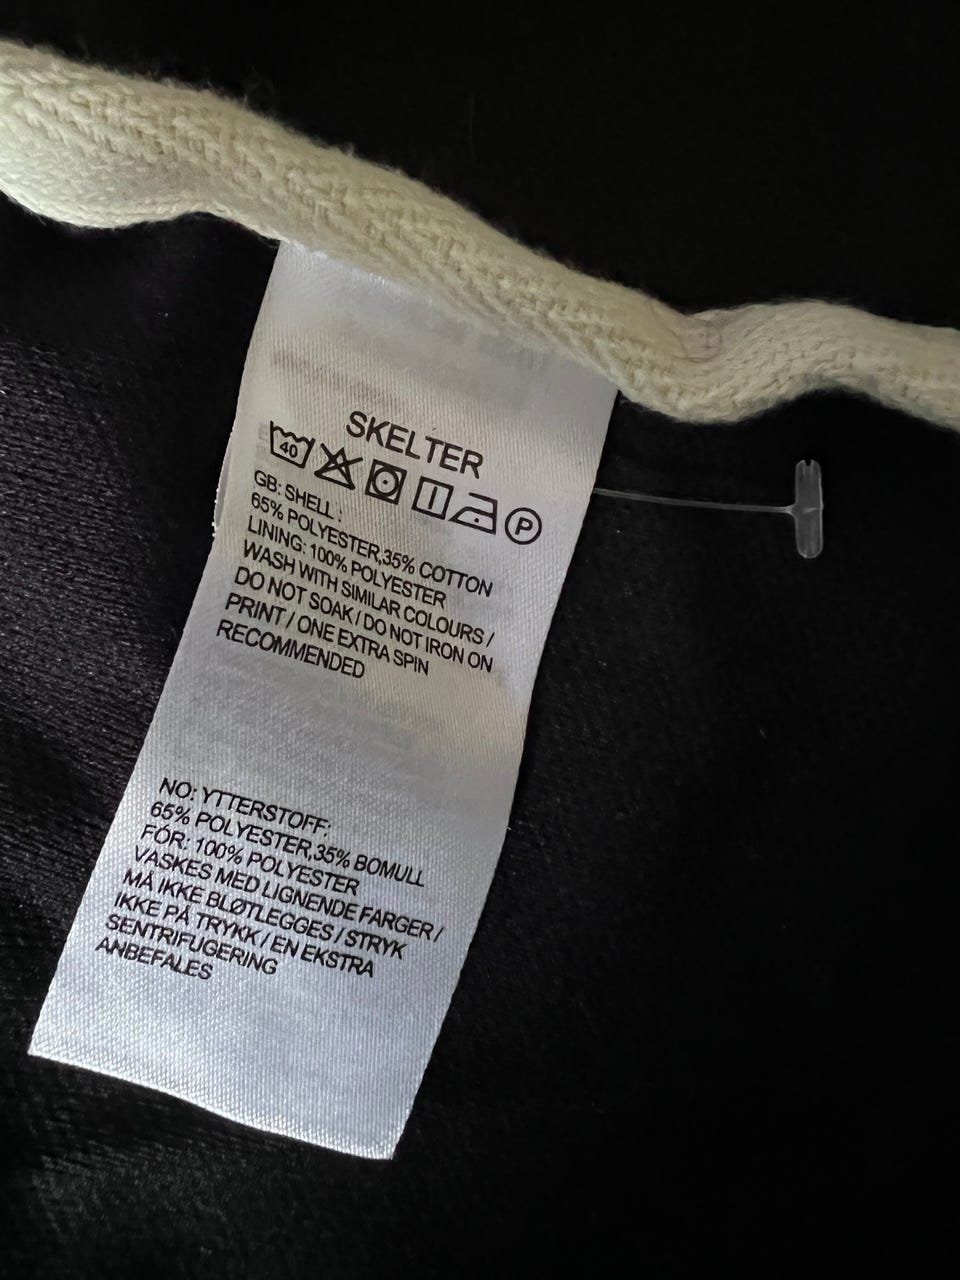 SKELTER
40 P
GB: SHELL :
65% POLYESTER,35% COTTON
LINING: 100% POLYESTER
WASH WITH SIMILAR COLOURS /
DO NOT SOAK / DO NOT IRON ON
PRINT / ONE EXTRA SPIN
RECOMMENDED
NO: YTTERSTOFF:
65% POLYESTER,35% BOMULL
FÓR: 100% POLYESTER
VASKES MED LIGNENDE FARGER /
MÅ IKKE BLØTLEGGES / STRYK
IKKE PÅ TRYKK / EN EKSTRA
SENTRIFUGERING
ANBEFALES